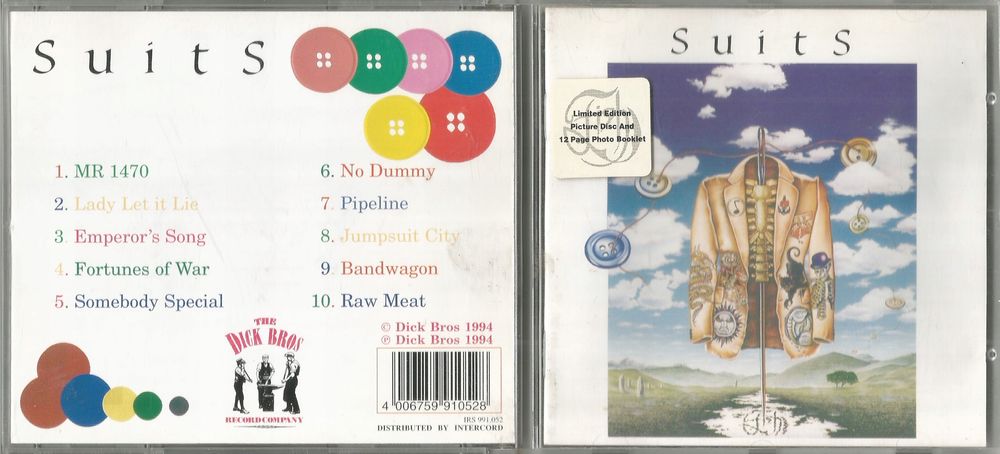 SuitS
1. MR 1470
2. Lady Let it Lie
3. Emperor's Song
4. Fortunes of War
5. Somebody Special
6. No Dummy
7. Pipeline
8. Jumpsuit City
9. Bandwagon
10. Raw Meat
THE
DICK BROS
RECORD COMPANY
© Dick Bros 1994
℗ Dick Bros 1994
4 006759 910528
IRS 991.052
DISTRIBUTED BY INTERCORD
SuitS
Limited Edition
Picture Disc And
12 Page Photo Booklet
Fish